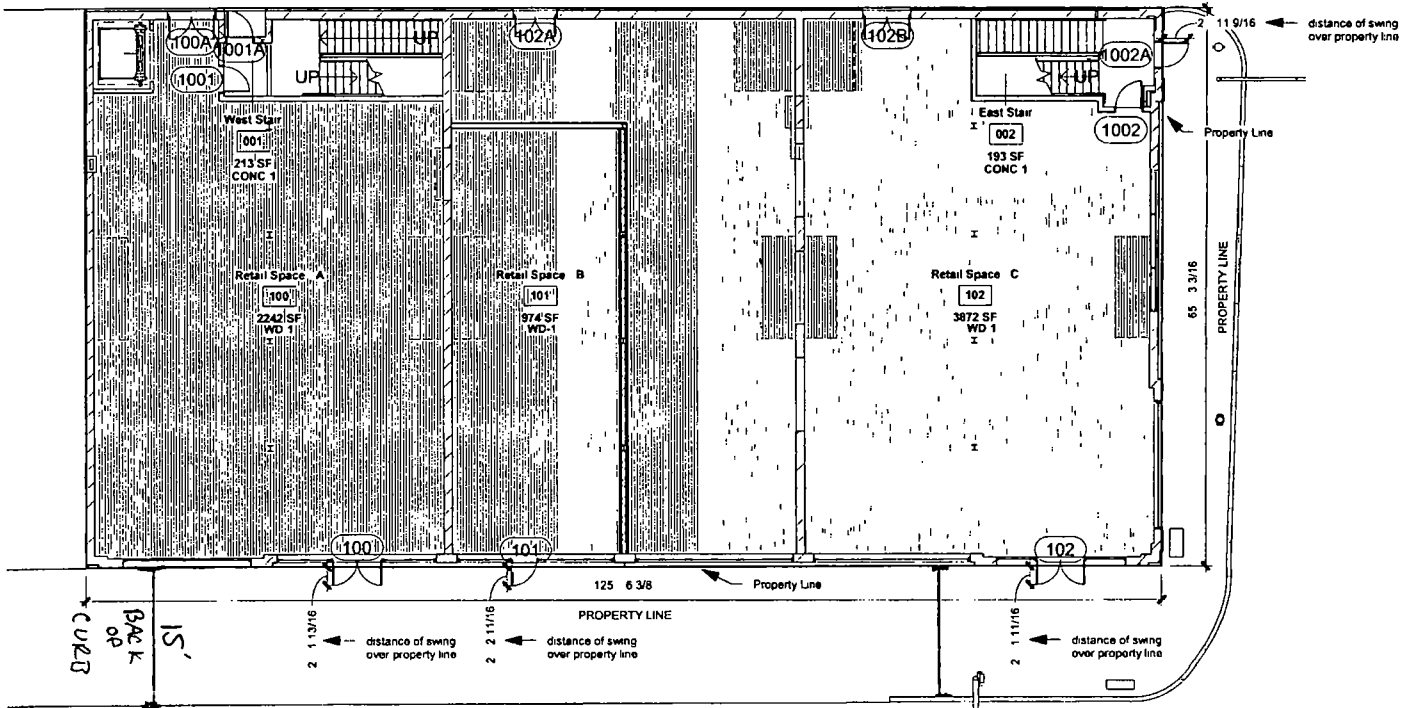 100A
1001A
1001
UP
UP
102A
102B
1002A
UP
1002
2 11 9/16
distance of swing
over property line
Property Line
West Stair
001
213 SF
CONC 1
East Stair
002
193 SF
CONC 1
Retail Space A
100
2242 SF
WD 1
Retail Space B
101
974 SF
WD-1
Retail Space C
102
3872 SF
WD 1
65 3 3/16
PROPERTY LINE
100
101
102
125 6 3/8
Property Line
PROPERTY LINE
2 1 13/16
distance of swing
over property line
2 2 11/16
distance of swing
over property line
2 1 11/16
distance of swing
over property line
15'
BACK
OF
CURB